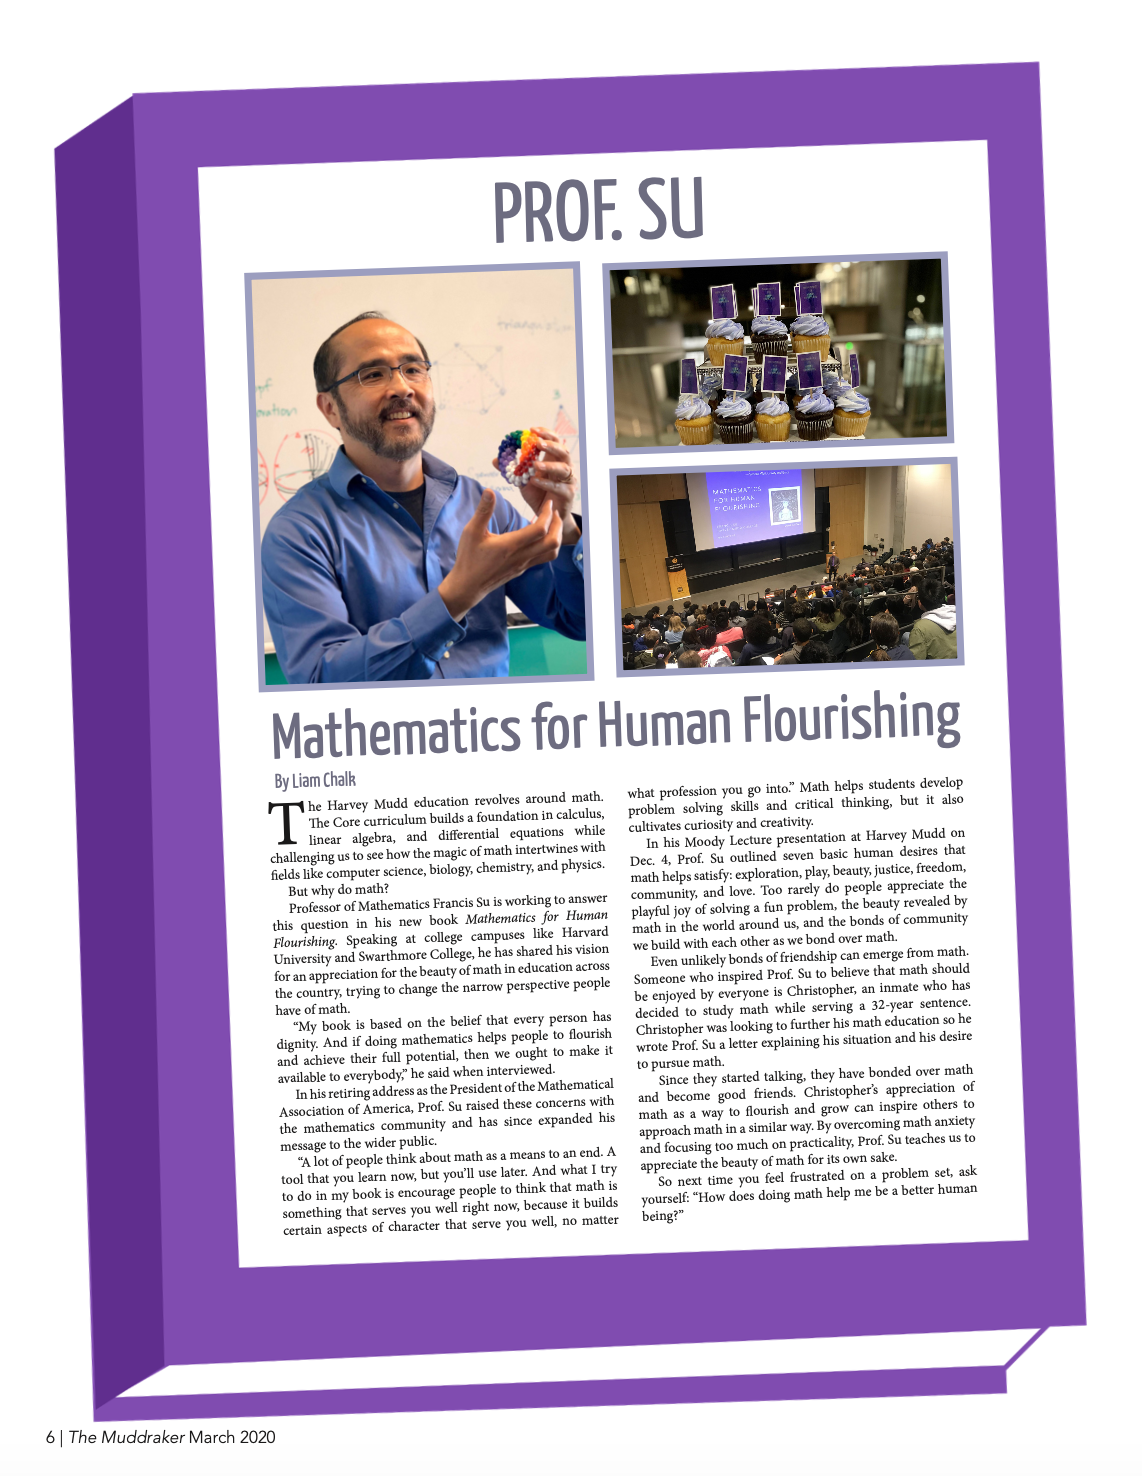 PROF. SU
MATHEMATICS
FOR HUMAN
FLOURISHING
Mathematics for Human Flourishing
By Liam Chalk
The Harvey Mudd education revolves around math.
The Core curriculum builds a foundation in calculus,
linear algebra, and differential equations while
challenging us to see how the magic of math intertwines with
fields like computer science, biology, chemistry, and physics.
But why do math?
Professor of Mathematics Francis Su is working to answer
this question in his new book Mathematics for Human
Flourishing. Speaking at college campuses like Harvard
University and Swarthmore College, he has shared his vision
for an appreciation for the beauty of math in education across
the country, trying to change the narrow perspective people
have of math.
“My book is based on the belief that every person has
dignity. And if doing mathematics helps people to flourish
and achieve their full potential, then we ought to make it
available to everybody,” he said when interviewed.
In his retiring address as the President of the Mathematical
Association of America, Prof. Su raised these concerns with
the mathematics community and has since expanded his
message to the wider public.
“A lot of people think about math as a means to an end. A
tool that you learn now, but you’ll use later. And what I try
to do in my book is encourage people to think that math is
something that serves you well right now, because it builds
certain aspects of character that serve you well, no matter
what profession you go into.” Math helps students develop
problem solving skills and critical thinking, but it also
cultivates curiosity and creativity.
In his Moody Lecture presentation at Harvey Mudd on
Dec. 4, Prof. Su outlined seven basic human desires that
math helps satisfy: exploration, play, beauty, justice, freedom,
community, and love. Too rarely do people appreciate the
playful joy of solving a fun problem, the beauty revealed by
math in the world around us, and the bonds of community
we build with each other as we bond over math.
Even unlikely bonds of friendship can emerge from math.
Someone who inspired Prof. Su to believe that math should
be enjoyed by everyone is Christopher, an inmate who has
decided to study math while serving a 32-year sentence.
Christopher was looking to further his math education so he
wrote Prof. Su a letter explaining his situation and his desire
to pursue math.
Since they started talking, they have bonded over math
and become good friends. Christopher’s appreciation of
math as a way to flourish and grow can inspire others to
approach math in a similar way. By overcoming math anxiety
and focusing too much on practicality, Prof. Su teaches us to
appreciate the beauty of math for its own sake.
So next time you feel frustrated on a problem set, ask
yourself: “How does doing math help me be a better human
being?”
6 | The Muddraker March 2020